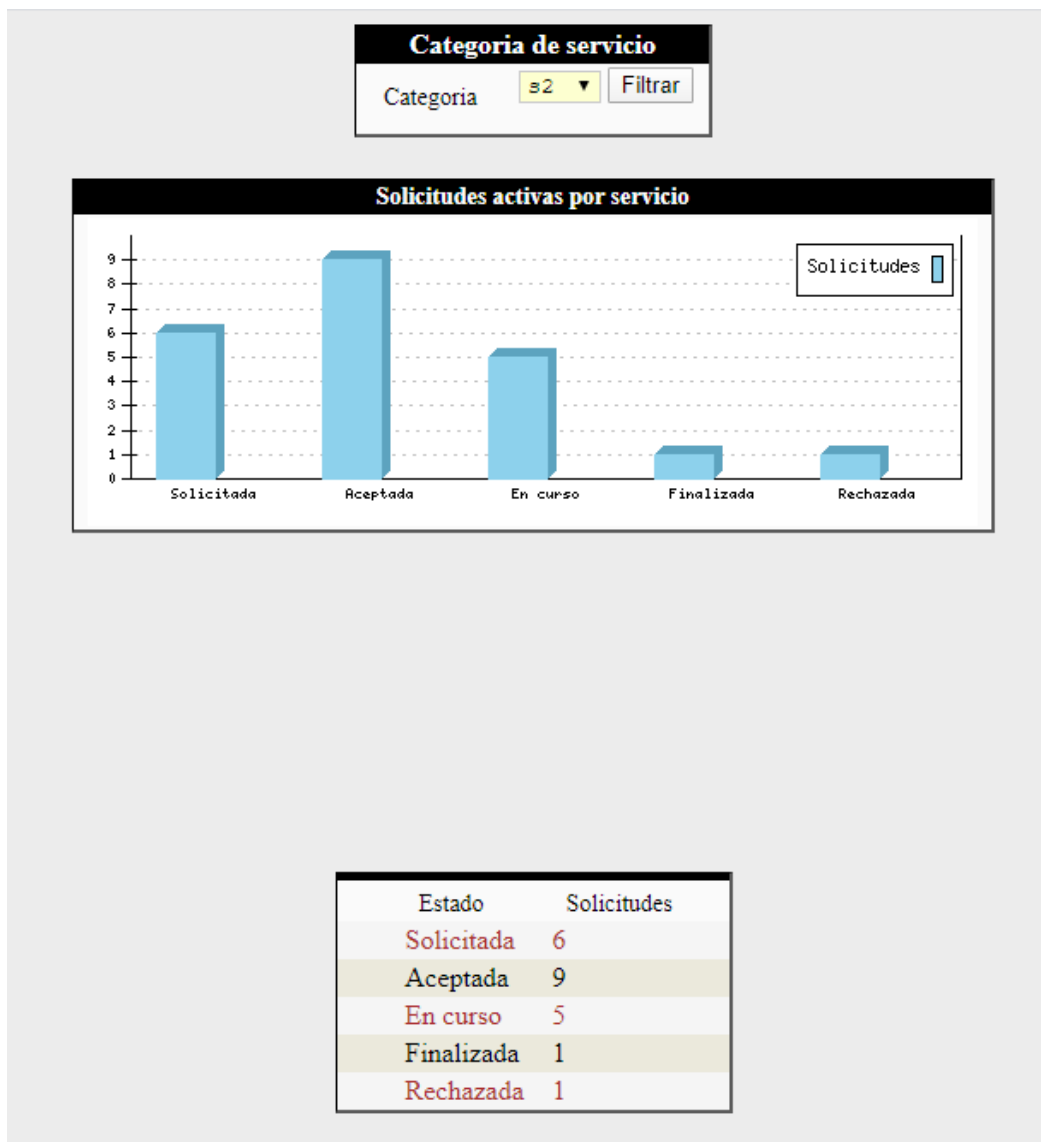 Categoria de servicio
Categoria s2 ▼ Filtrar
Solicitudes activas por servicio
Solicitudes
9
8
7
6
5
4
3
2
1
0
Solicitada Aceptada En curso Finalizada Rechazada
Estado Solicitudes
Solicitada 6
Aceptada 9
En curso 5
Finalizada 1
Rechazada 1